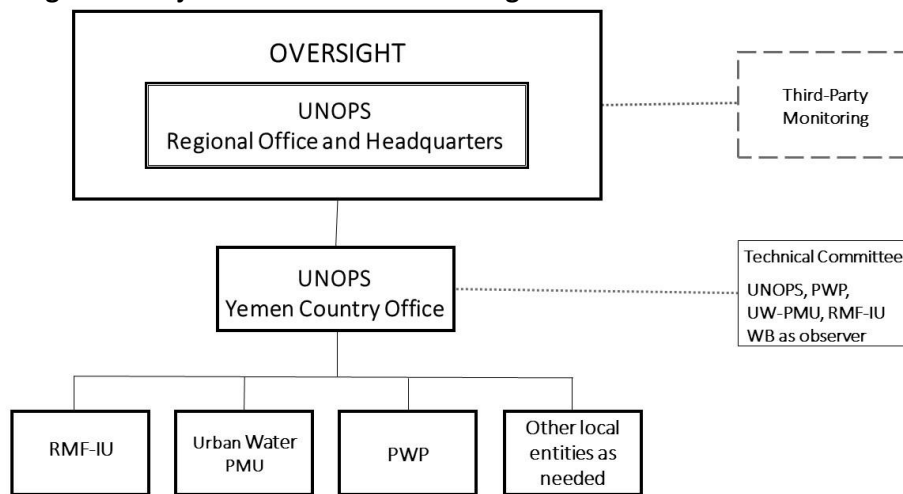 OVERSIGHT
UNOPS
Regional Office and Headquarters
Third-Party
Monitoring
UNOPS
Yemen Country Office
Technical Committee
UNOPS, PWP,
UW-PMU, RMF-IU
WB as observer
RMF-IU
Urban Water
PMU
PWP
Other local
entities as
needed